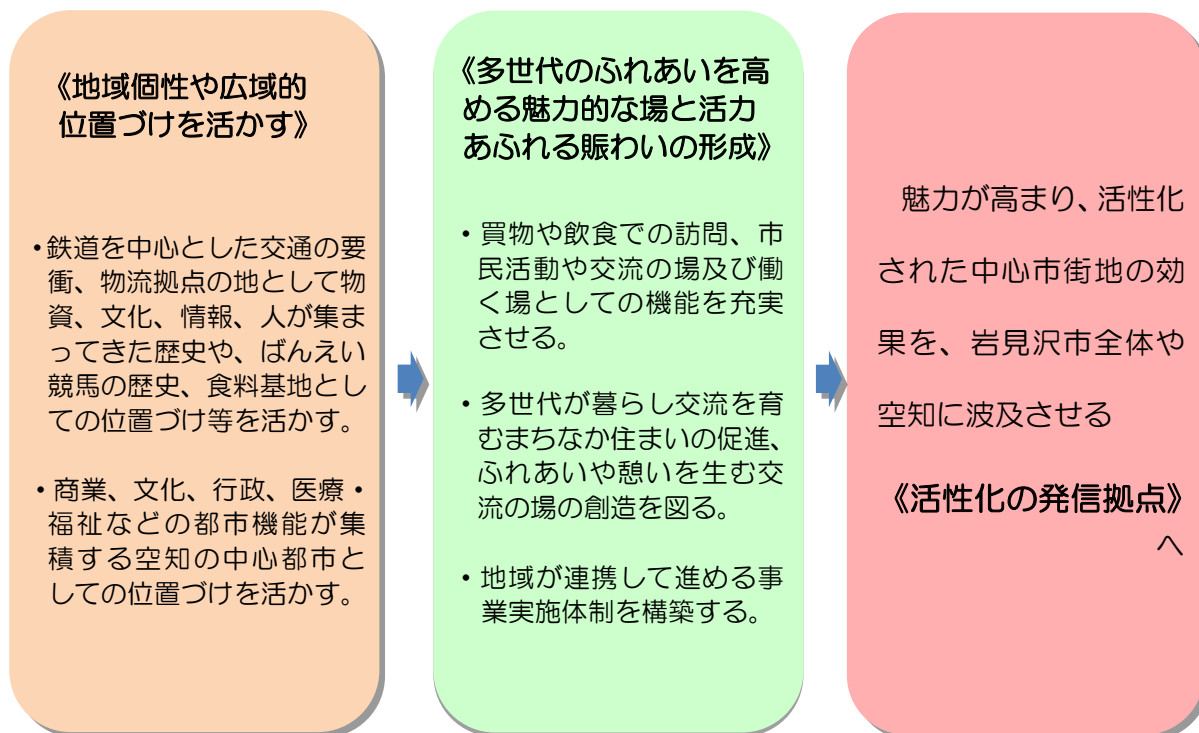 《地域個性や広域的
位置づけを活かす》
・鉄道を中心とした交通の要
衝、物流拠点の地として物
資、文化、情報、人が集ま
ってきた歴史や、ばんえい
競馬の歴史、食料基地とし
ての位置づけ等を活かす。
・商業、文化、行政、医療・
福祉などの都市機能が集
積する空知の中心都市と
しての位置づけを活かす。
《多世代のふれあいを高
める魅力的な場と活力
あふれる賑わいの形成》
・買物や飲食での訪問、市
民活動や交流の場及び働
く場としての機能を充実
させる。
・多世代が暮らし交流を育
むまちなか住まいの促進、
ふれあいや憩いを生む交
流の場の創造を図る。
・地域が連携して進める事
業実施体制を構築する。
魅力が高まり、活性化
された中心市街地の効
果を、岩見沢市全体や
空知に波及させる
《活性化の発信拠点》
へ